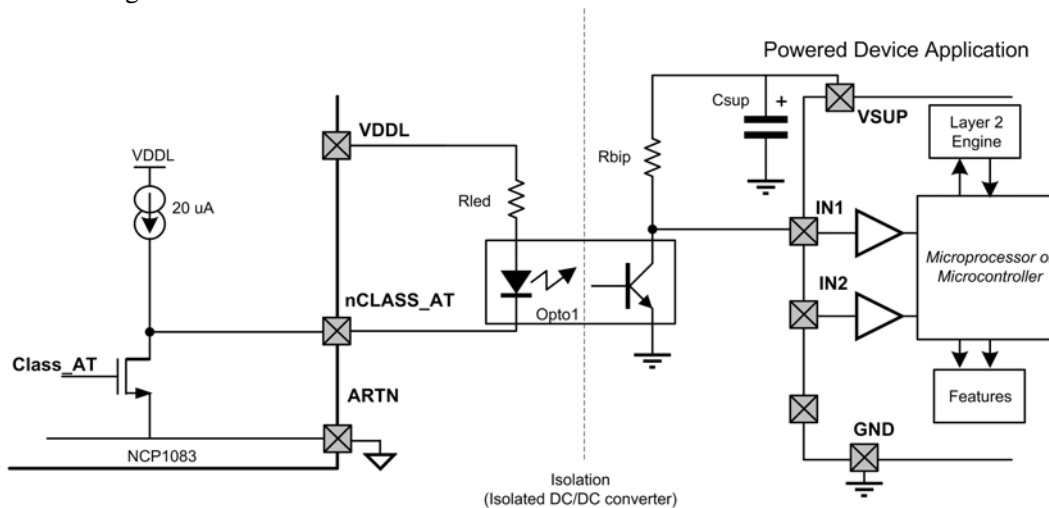 Powered Device Application
Csup
+
VSUP
VDDL
Layer 2
Engine
VDDL
Rbip
20 uA
Rled
IN1
Microprocessor or
Microcontroller
nCLASS_AT
IN2
Opto1
Class_AT
ARTN
Features
GND
NCP1083
Isolation
(Isolated DC/DC converter)